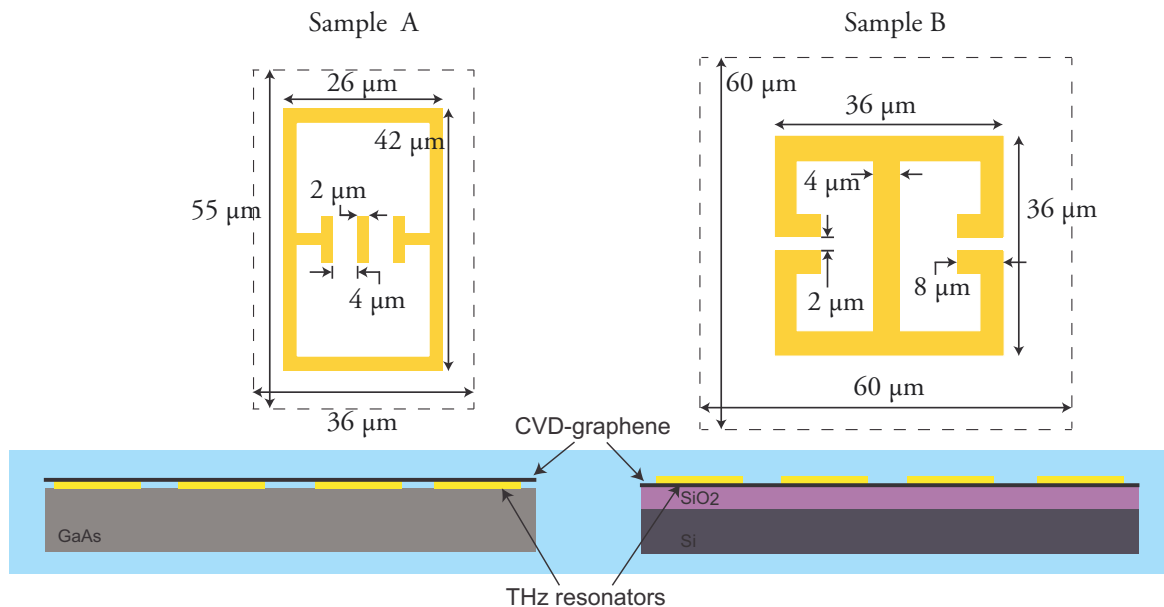 Sample A
Sample B
26 μm
60 μm
36 μm
42 μm
2 μm
4 μm
55 μm
36 μm
4 μm
2 μm
8 μm
36 μm
60 μm
CVD-graphene
SiO2
GaAs
Si
THz resonators